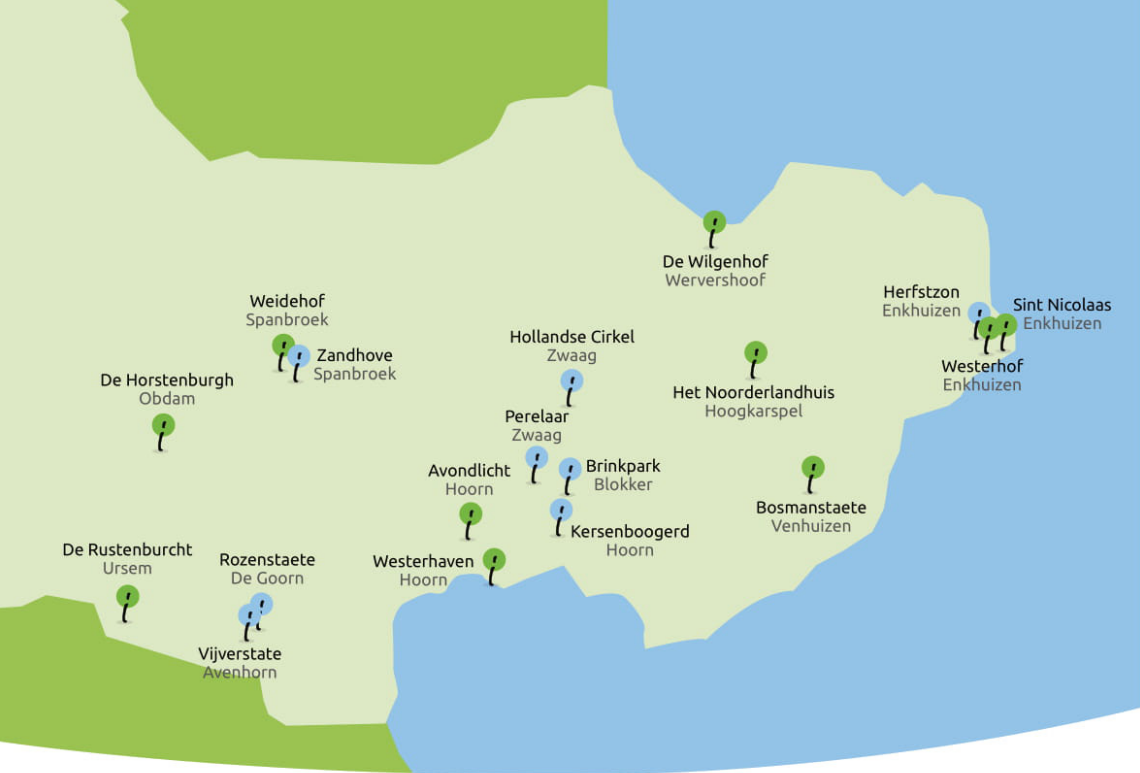 De Wilgenhof
Wervershoof
Herfstzon
Enkhuizen
Sint Nicolaas
Enkhuizen
Weidehof
Spanbroek
Hollandse Cirkel
Zwaag
Zandhove
Spanbroek
Westerhof
Enkhuizen
De Horstenburgh
Obdam
Het Noorderlandhuis
Hoogkarspel
Perelaar
Zwaag
Avondlicht
Hoorn
Brinkpark
Blokker
Bosmanstaete
Venhuizen
Kersenboogerd
Hoorn
De Rustenburcht
Ursem
Rozenstaete
De Goorn
Westerhaven
Hoorn
Vijverstate
Avenhorn